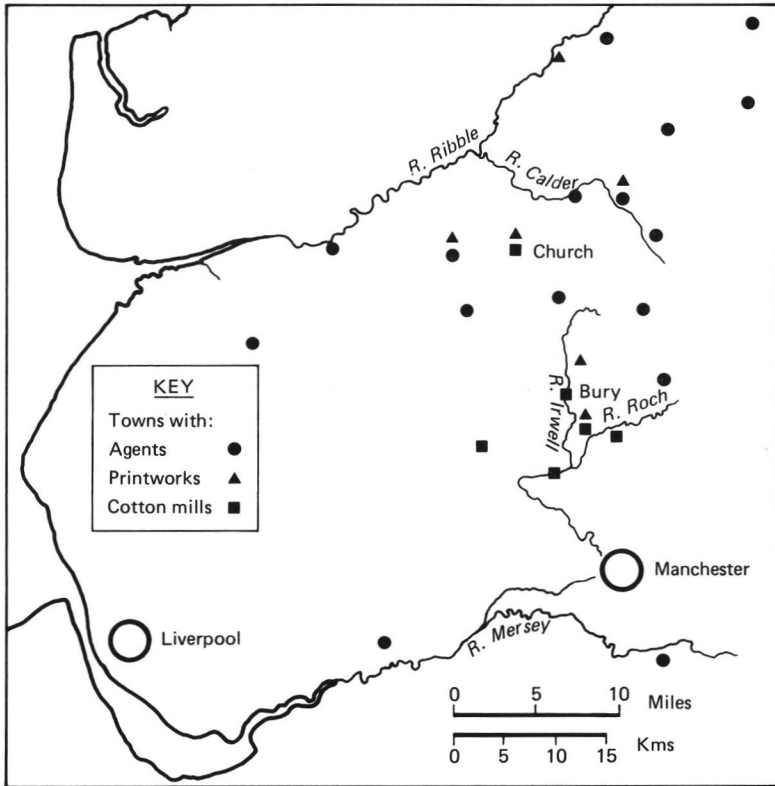 R. Ribble
R. Calder
Church
KEY
Towns with:
Agents
Printworks
Cotton mills
R. Irwell
Bury
R. Roch
Manchester
Liverpool
R. Mersey
0 5 10 Miles
0 5 10 15 Kms